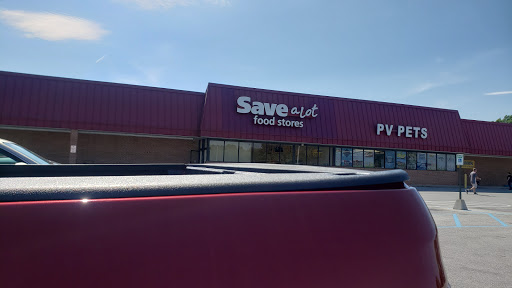 Save a lot
food stores
PV PETS